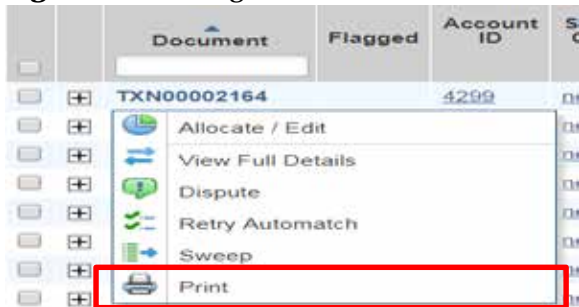 Document
Flagged
Account
ID
TXN00002164
4299
Allocate / Edit
View Full Details
Dispute
Retry Automatch
Sweep
Print